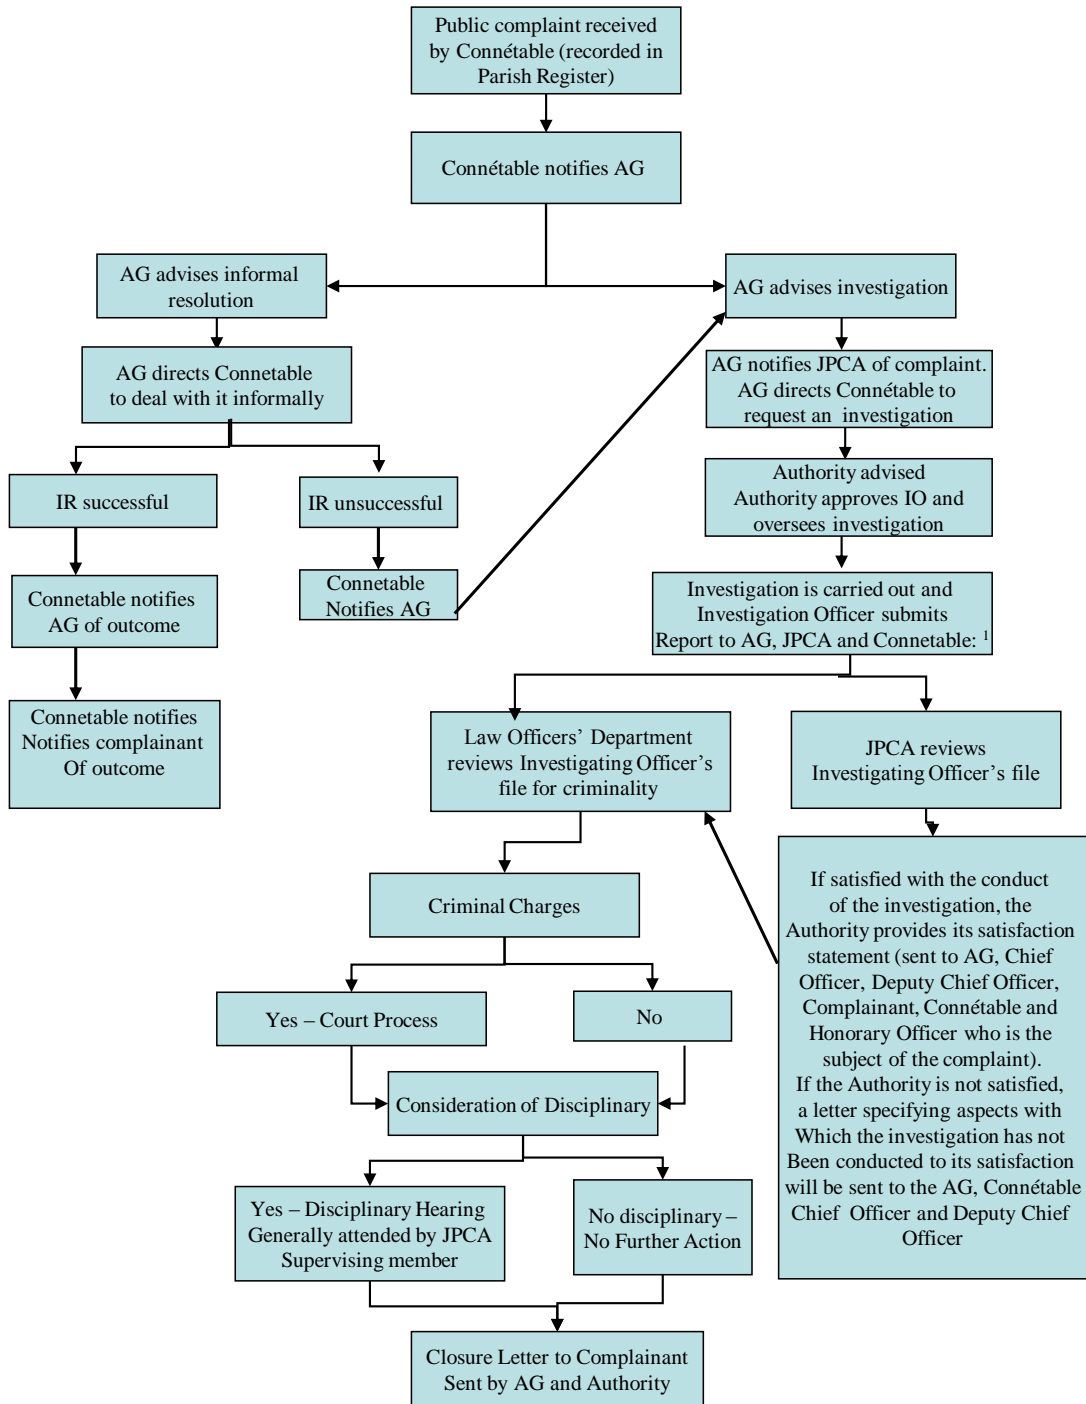 Public complaint received
by Connétable (recorded in
Parish Register)
Connétable notifies AG
AG advises informal
resolution
AG advises investigation
AG directs Connetable
to deal with it informally
AG notifies JPCA of complaint.
AG directs Connétable to
request an investigation
IR successful
IR unsuccessful
Authority advised
Authority approves IO and
oversees investigation
Connetable notifies
AG of outcome
Connetable
Notifies AG
Investigation is carried out and
Investigation Officer submits
Report to AG, JPCA and Connetable: 1
Connetable notifies
Notifies complainant
Of outcome
Law Officers’ Department
reviews Investigating Officer’s
file for criminality
JPCA reviews
Investigating Officer’s file
Criminal Charges
If satisfied with the conduct
of the investigation, the
Authority provides its satisfaction
statement (sent to AG, Chief
Officer, Deputy Chief Officer,
Complainant, Connétable and
Honorary Officer who is the
subject of the complaint).
If the Authority is not satisfied,
a letter specifying aspects with
Which the investigation has not
Been conducted to its satisfaction
will be sent to the AG, Connétable
Chief Officer and Deputy Chief
Officer
Yes – Court Process
No
Consideration of Disciplinary
Yes – Disciplinary Hearing
Generally attended by JPCA
Supervising member
No disciplinary –
No Further Action
Closure Letter to Complainant
Sent by AG and Authority